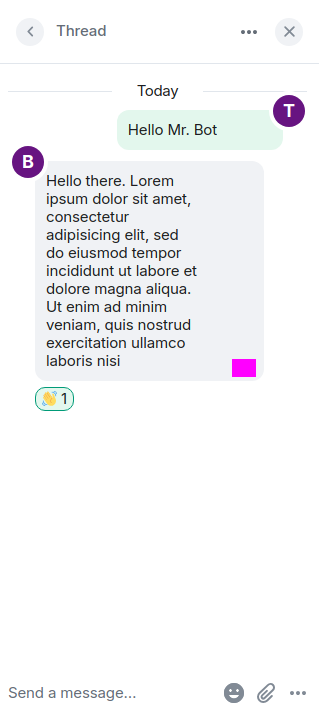 Thread
Today
T
Hello Mr. Bot
B
Hello there. Lorem
ipsum dolor sit amet,
consectetur
adipisicing elit, sed
do eiusmod tempor
incididunt ut labore et
dolore magna aliqua.
Ut enim ad minim
veniam, quis nostrud
exercitation ullamco
laboris nisi
👏 1
Send a message...